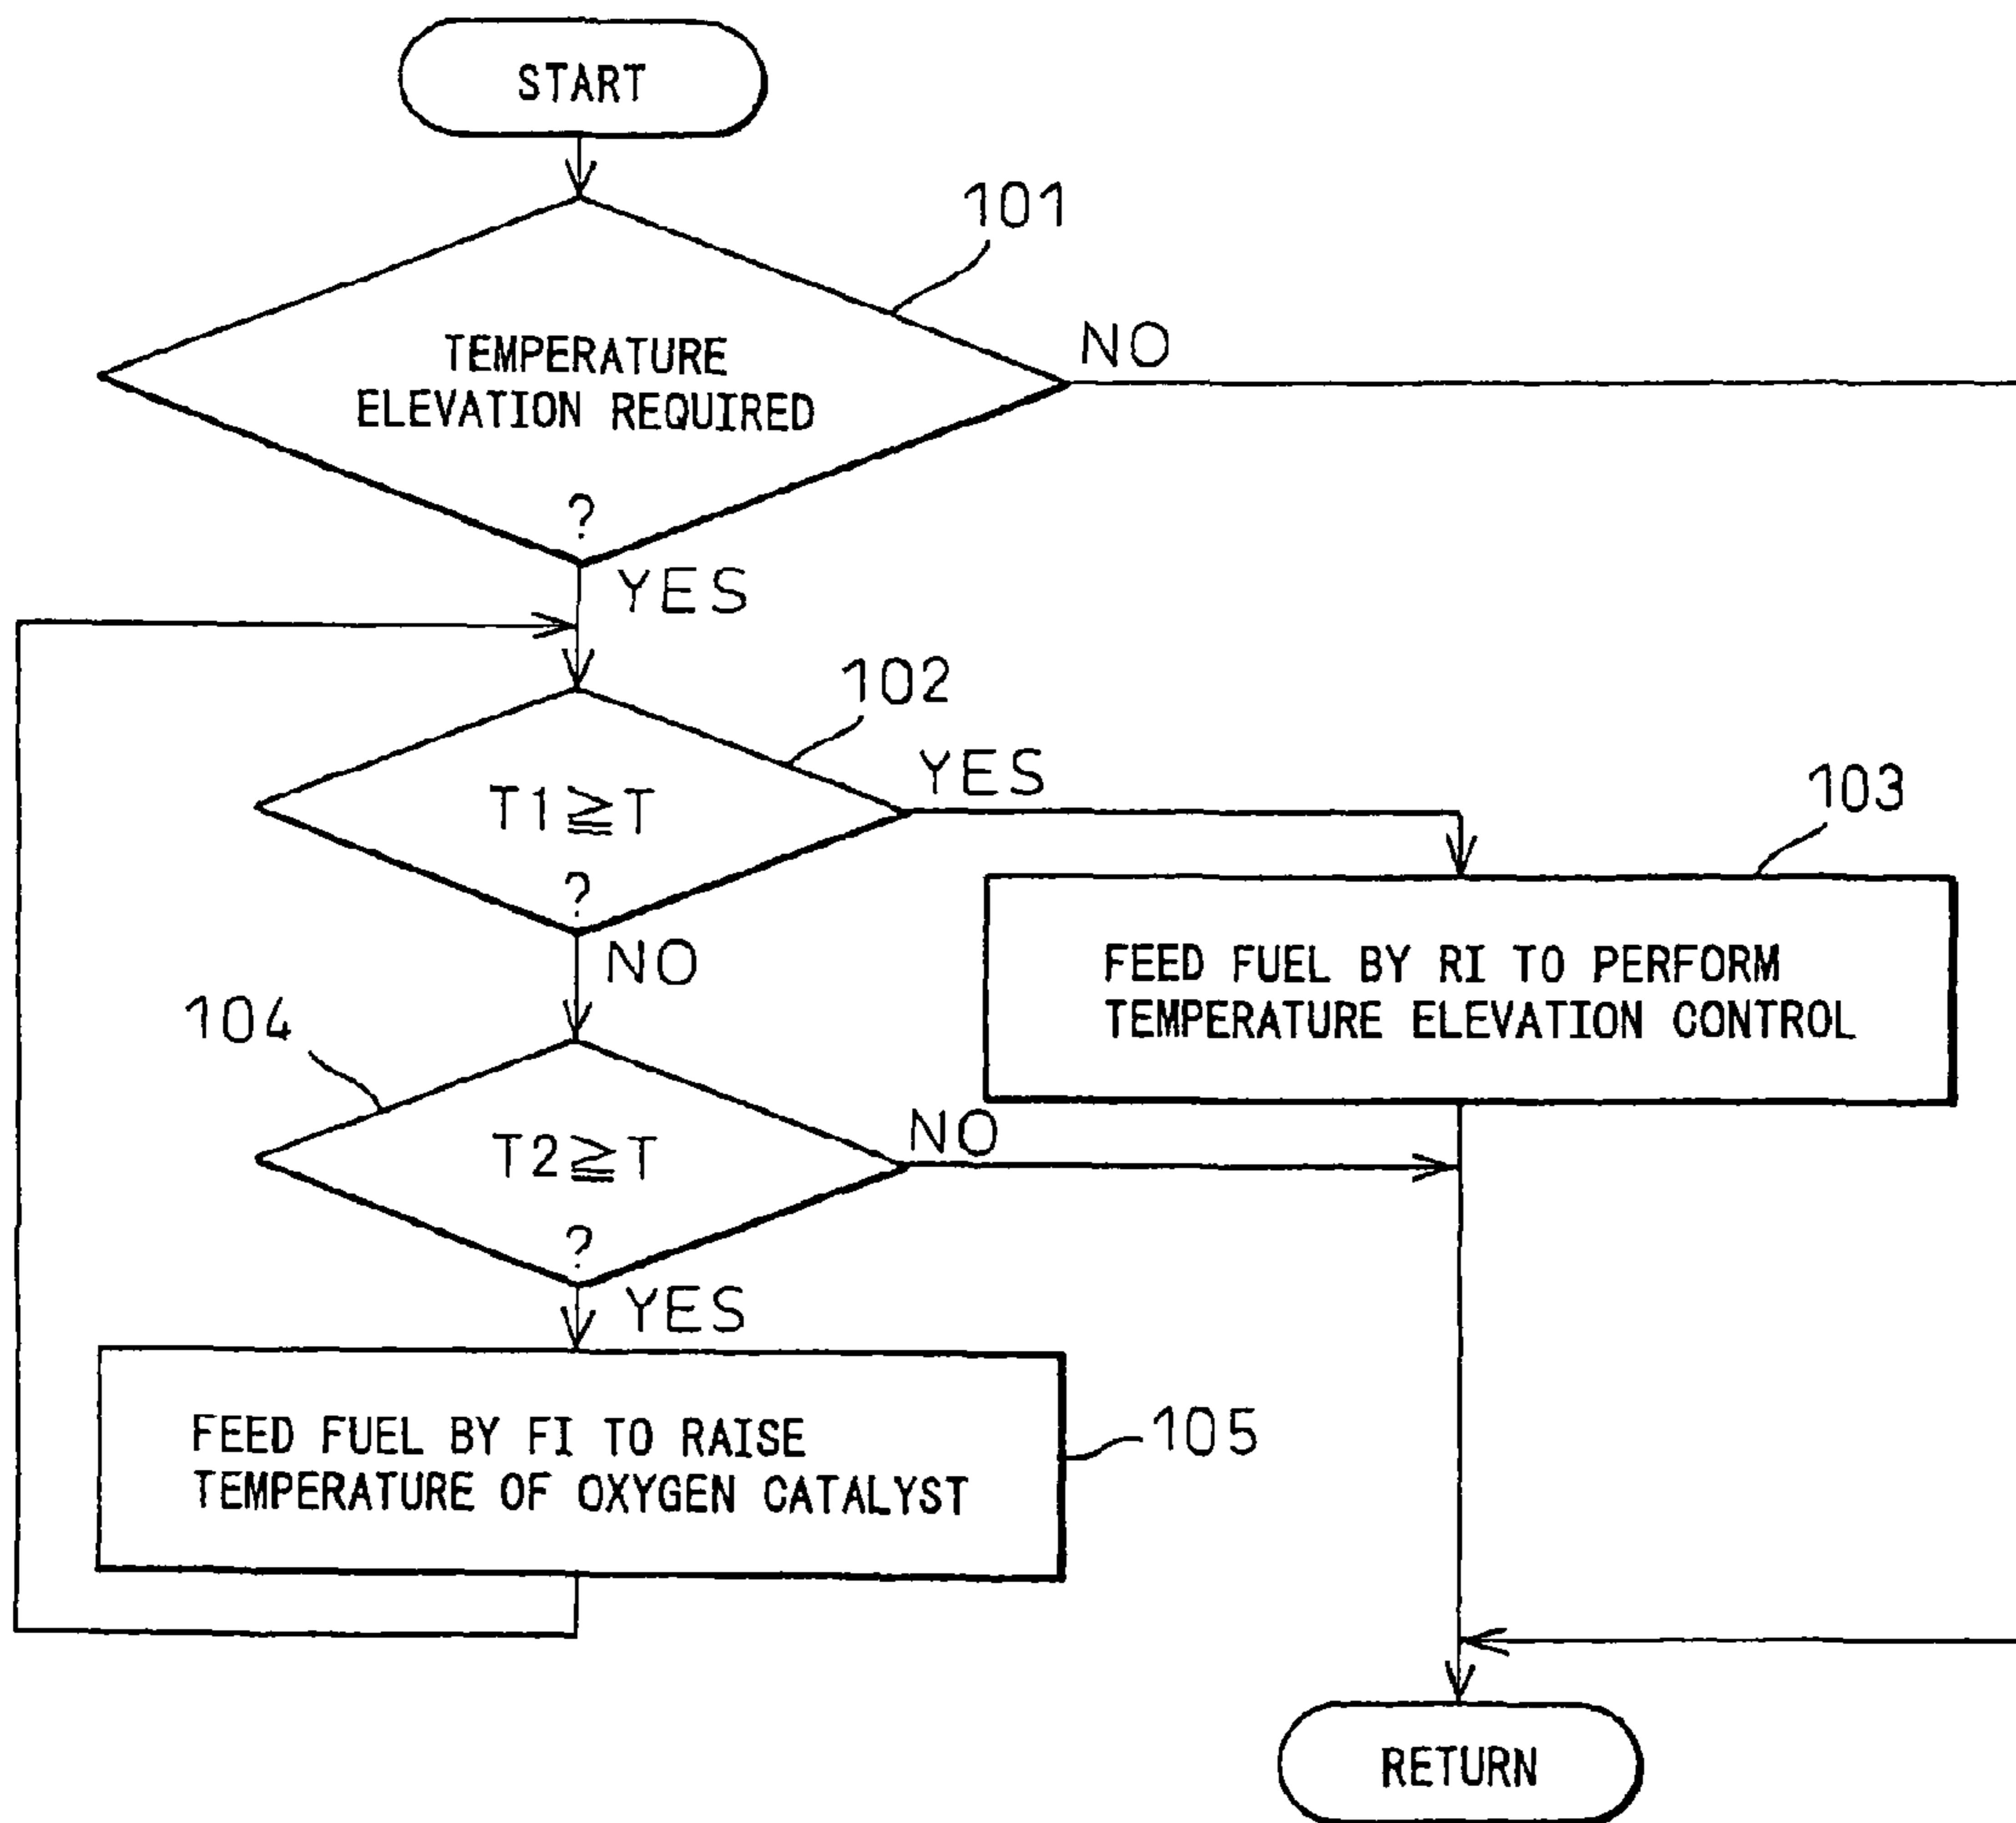 START
101
TEMPERATURE
ELEVATION REQUIRED
?
NO
YES
102
T1≧T
?
YES
103
FEED FUEL BY RI TO PERFORM
TEMPERATURE ELEVATION CONTROL
NO
104
T2≧T
?
NO
YES
FEED FUEL BY FI TO RAISE
TEMPERATURE OF OXYGEN CATALYST
105
RETURN